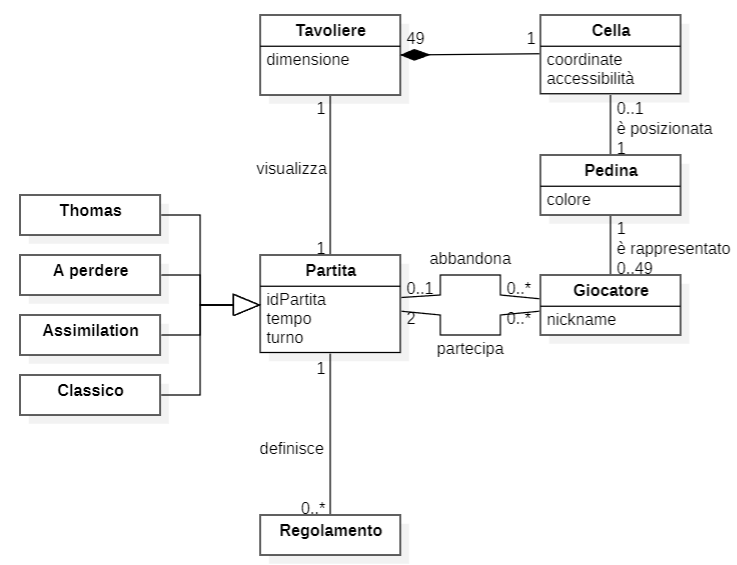 Tavoliere
dimensione
49
1
Cella
coordinate
accessibilità
1
visualizza
1
0..1
è posizionata
1
Pedina
colore
1
è rappresentato
0..49
Thomas
A perdere
Assimilation
Classico
Partita
idPartita
tempo
turno
abbandona
0..1
0..*
2
0..*
partecipa
Giocatore
nickname
1
definisce
0..*
Regolamento